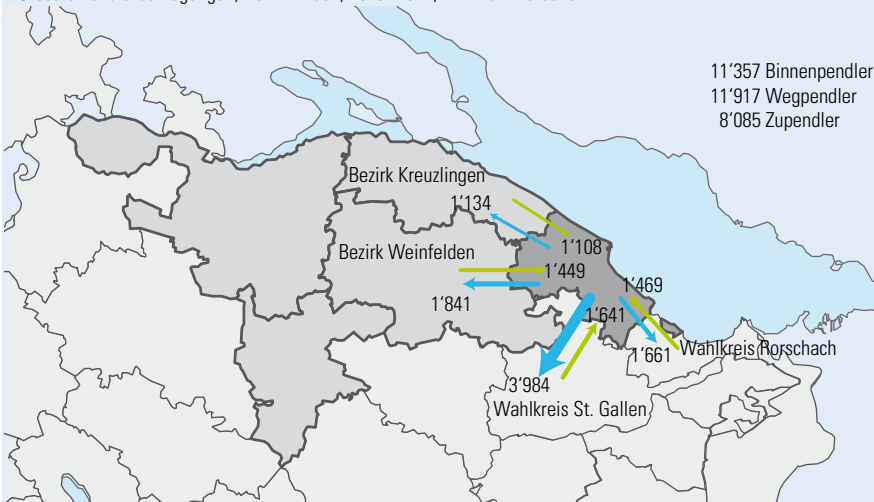 11’357 Binnenpendler
11’917 Wegpendler
8’085 Zupendler
Bezirk Kreuzlingen
1’134
1’108
Bezirk Weinfelden
1’449
1’841
1’469
1’641
1’661
Wahlkreis Rorschach
3’984
Wahlkreis St. Gallen